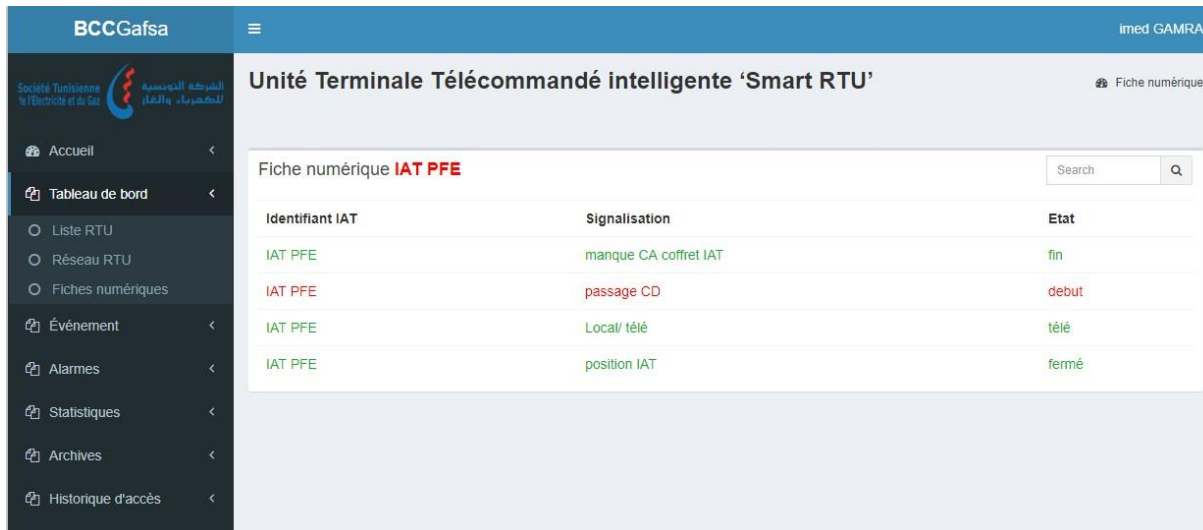 BCCGafsa
imed GAMRA
Société Tunisienne
de l'Electricité et du Gaz
الشركة التونسية
للكهرباء والغاز
Unité Terminale Télécommandé intelligente ‘Smart RTU’
Fiche numérique
Accueil
Tableau de bord
Liste RTU
Réseau RTU
Fiches numériques
Événement
Alarmes
Statistiques
Archives
Historique d'accès
Fiche numérique IAT PFE
Search
Identifiant IAT Signalisation Etat
IAT PFE manque CA coffret IAT fin
IAT PFE passage CD debut
IAT PFE Local/ télé télé
IAT PFE position IAT fermé